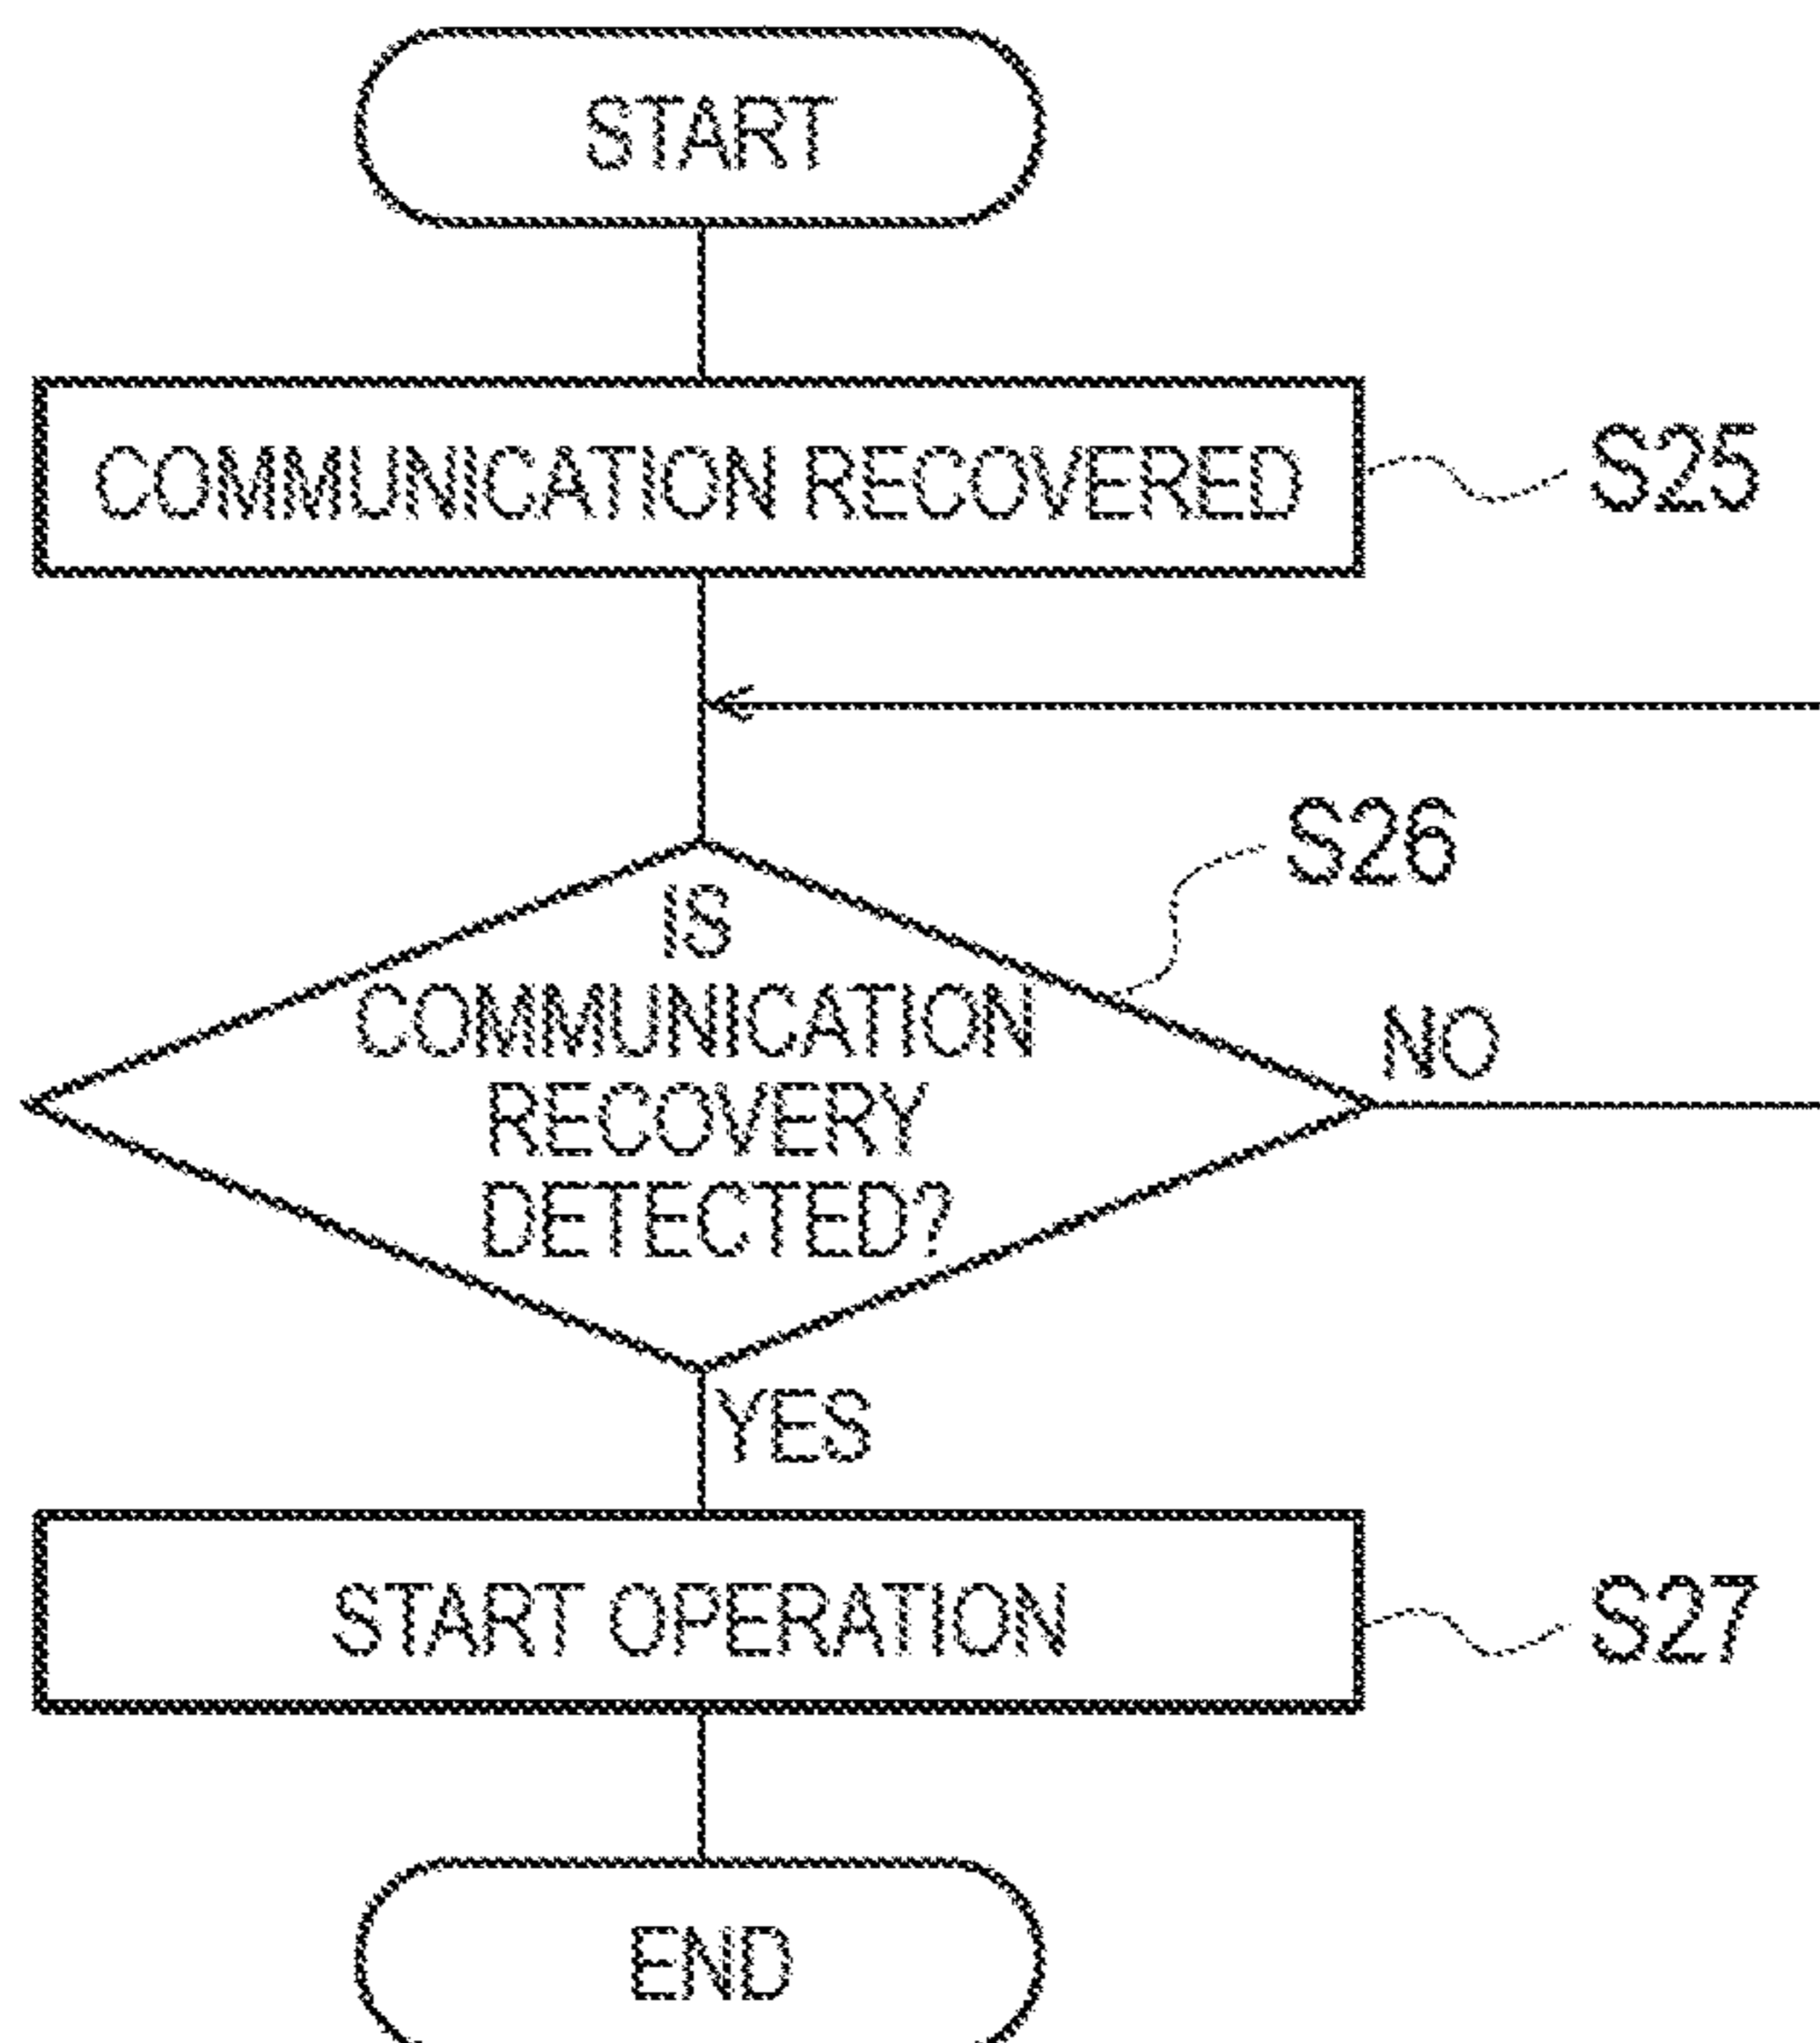 START
COMMUNICATION RECOVERED
S25
S26
IS
COMMUNICATION
RECOVERY
DETECTED?
NO
YES
START OPERATION
S27
END